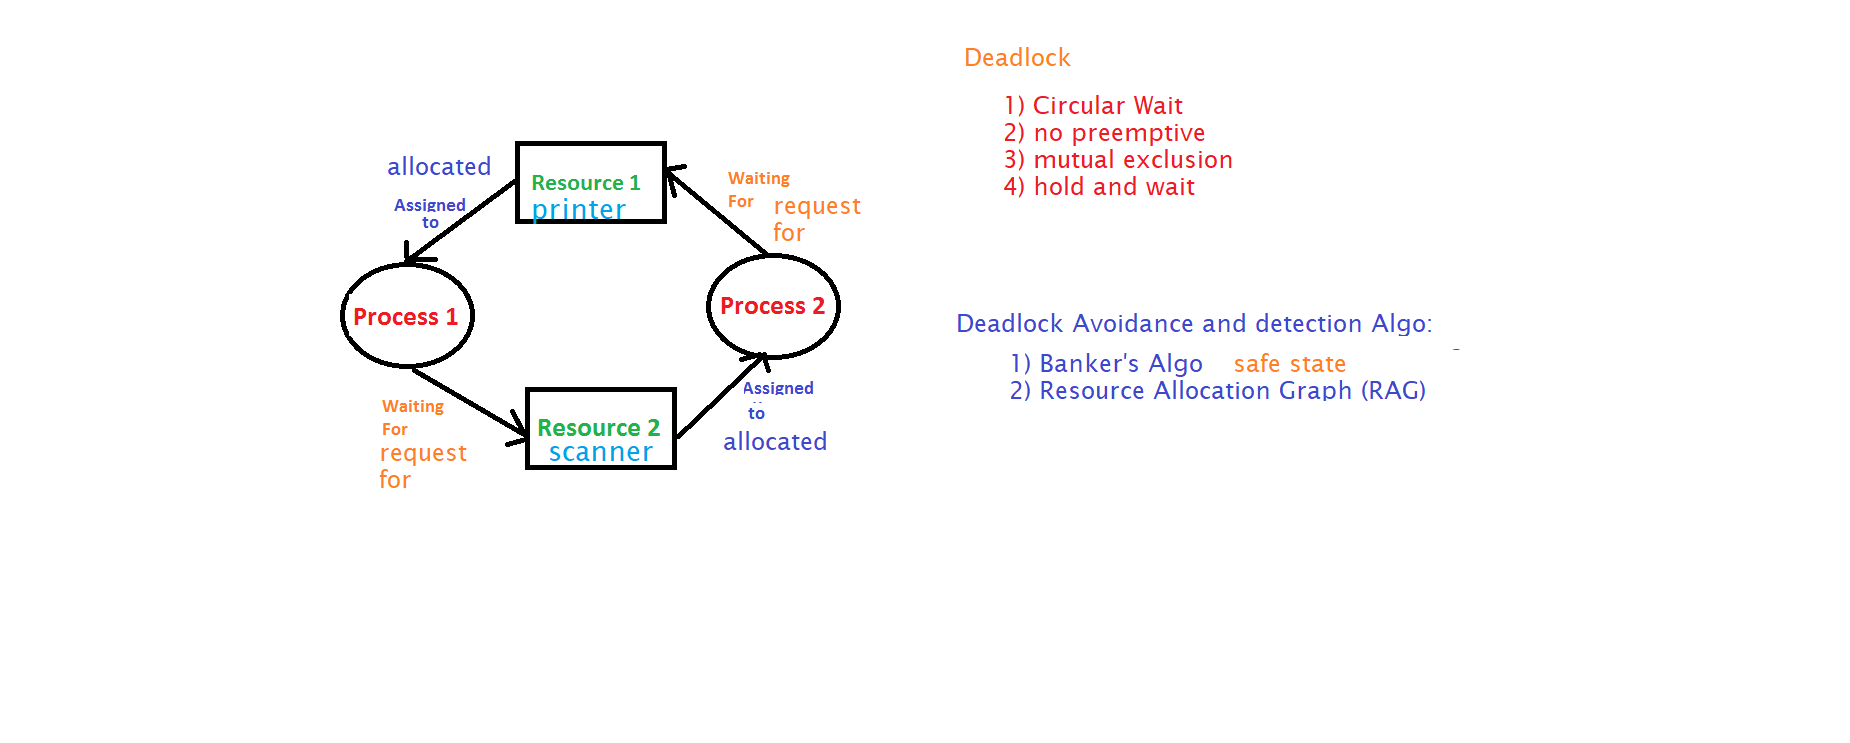 Deadlock
1) Circular Wait
2) no preemptive
3) mutual exclusion
4) hold and wait
allocated
Assigned
to
Resource 1
printer
Waiting
For
request
for
Process 1
Process 2
Waiting
For
request
for
Resource 2
scanner
Assigned
to
allocated
Deadlock Avoidance and detection Algo:
1) Banker's Algo safe state
2) Resource Allocation Graph (RAG)